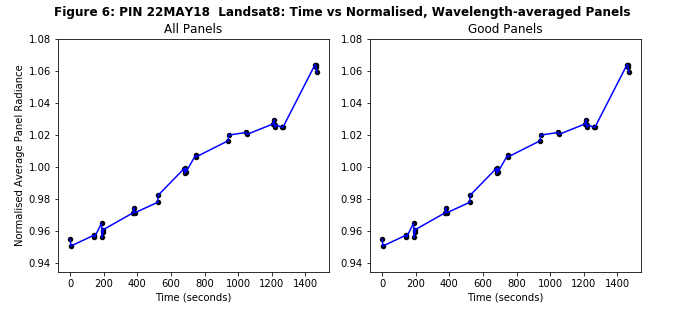 Figure 6: PIN 22MAY18 Landsat8: Time vs Normalised, Wavelength-averaged Panels
All Panels
Good Panels
Normalised Average Panel Radiance
1.08
1.06
1.04
1.02
1.00
0.98
0.96
0.94
0 200 400 600 800 1000 1200 1400
Time (seconds)
1.08
1.06
1.04
1.02
1.00
0.98
0.96
0.94
0 200 400 600 800 1000 1200 1400
Time (seconds)